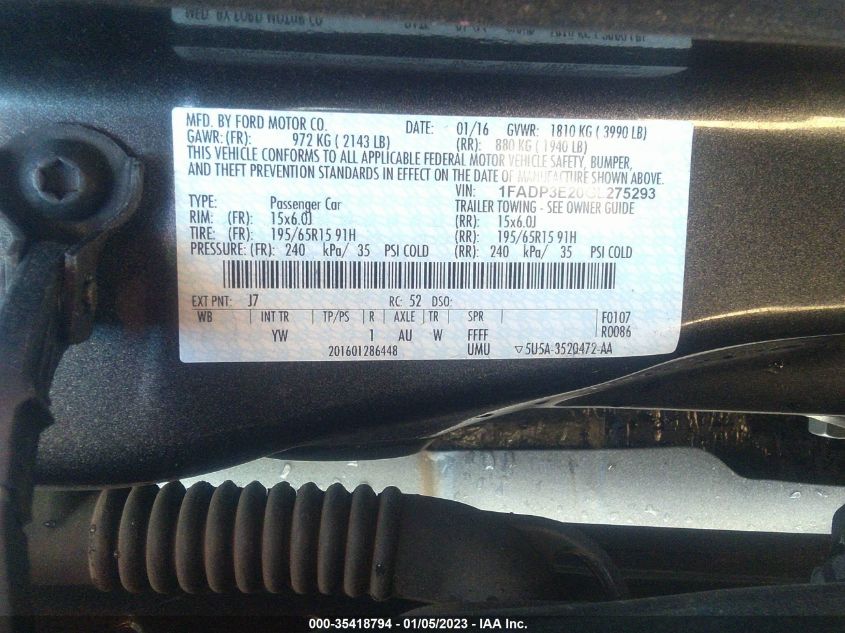 MFD. BY FORD MOTOR CO.
DATE: 01/16 GVWR: 1810 KG ( 3990 LB)
GAWR: (FR): 972 KG ( 2143 LB) (RR): 880 KG ( 1940 LB)
THIS VEHICLE CONFORMS TO ALL APPLICABLE FEDERAL MOTOR VEHICLE SAFETY, BUMPER,
AND THEFT PREVENTION STANDARDS IN EFFECT ON THE DATE OF MANUFACTURE SHOWN ABOVE.
VIN: 1FADP3E20GL275293
TYPE: Passenger Car TRAILER TOWING - SEE OWNER GUIDE
RIM: (FR): 15x6.0J (RR): 15x6.0J
TIRE: (FR): 195/65R15 91H (RR): 195/65R15 91H
PRESSURE: (FR): 240 kPa/ 35 PSI COLD (RR): 240 kPa/ 35 PSI COLD
EXT PNT: J7 RC: 52 DSO:
WB INT TR TP/PS R AXLE TR SPR F0107
YW 1 AU W FFFF R0086
201601286448 UMU ▽5U5A-3520472-AA
000-35418794 - 01/05/2023 - IAA Inc.